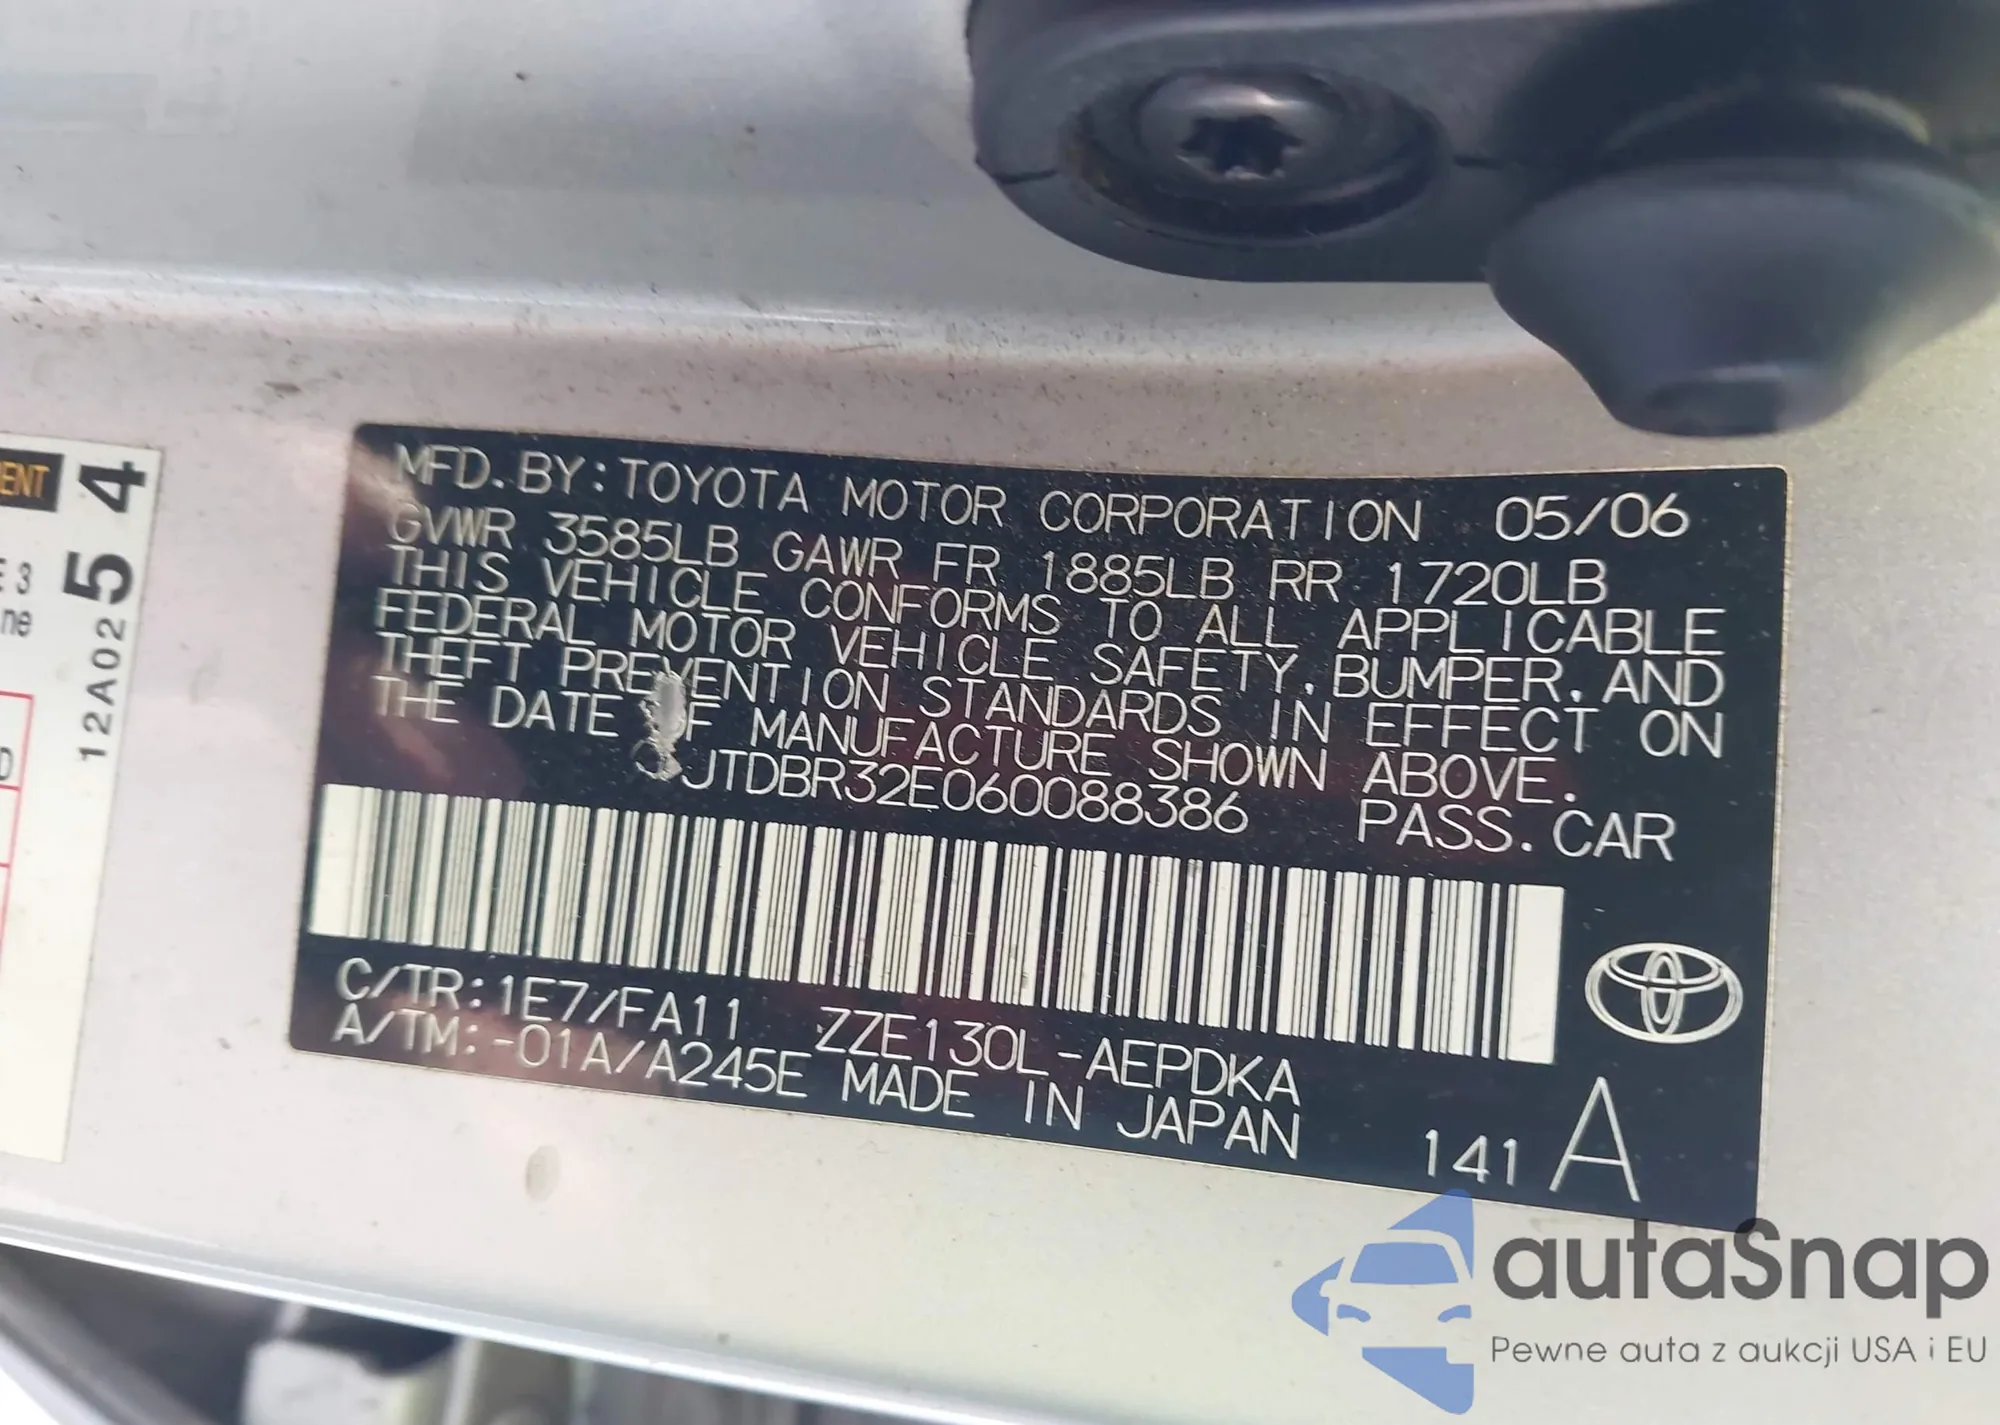 MFD. BY: TOYOTA MOTOR CORPORATION 05/06
GVWR 3585LB GAWR FR 1885LB RR 1720LB
THIS VEHICLE CONFORMS TO ALL APPLICABLE
FEDERAL MOTOR VEHICLE SAFETY, BUMPER, AND
THEFT PREVENTION STANDARDS IN EFFECT ON
THE DATE OF MANUFACTURE SHOWN ABOVE.
JTDBR32E060088386 PASS. CAR
C/TR: 1E7/FA11 ZZE130L-AEPDKA
A/TM: -01A/A245E MADE IN JAPAN
141 A
12A02 54
autaSnap
Pewne auta z aukcji USA i EU